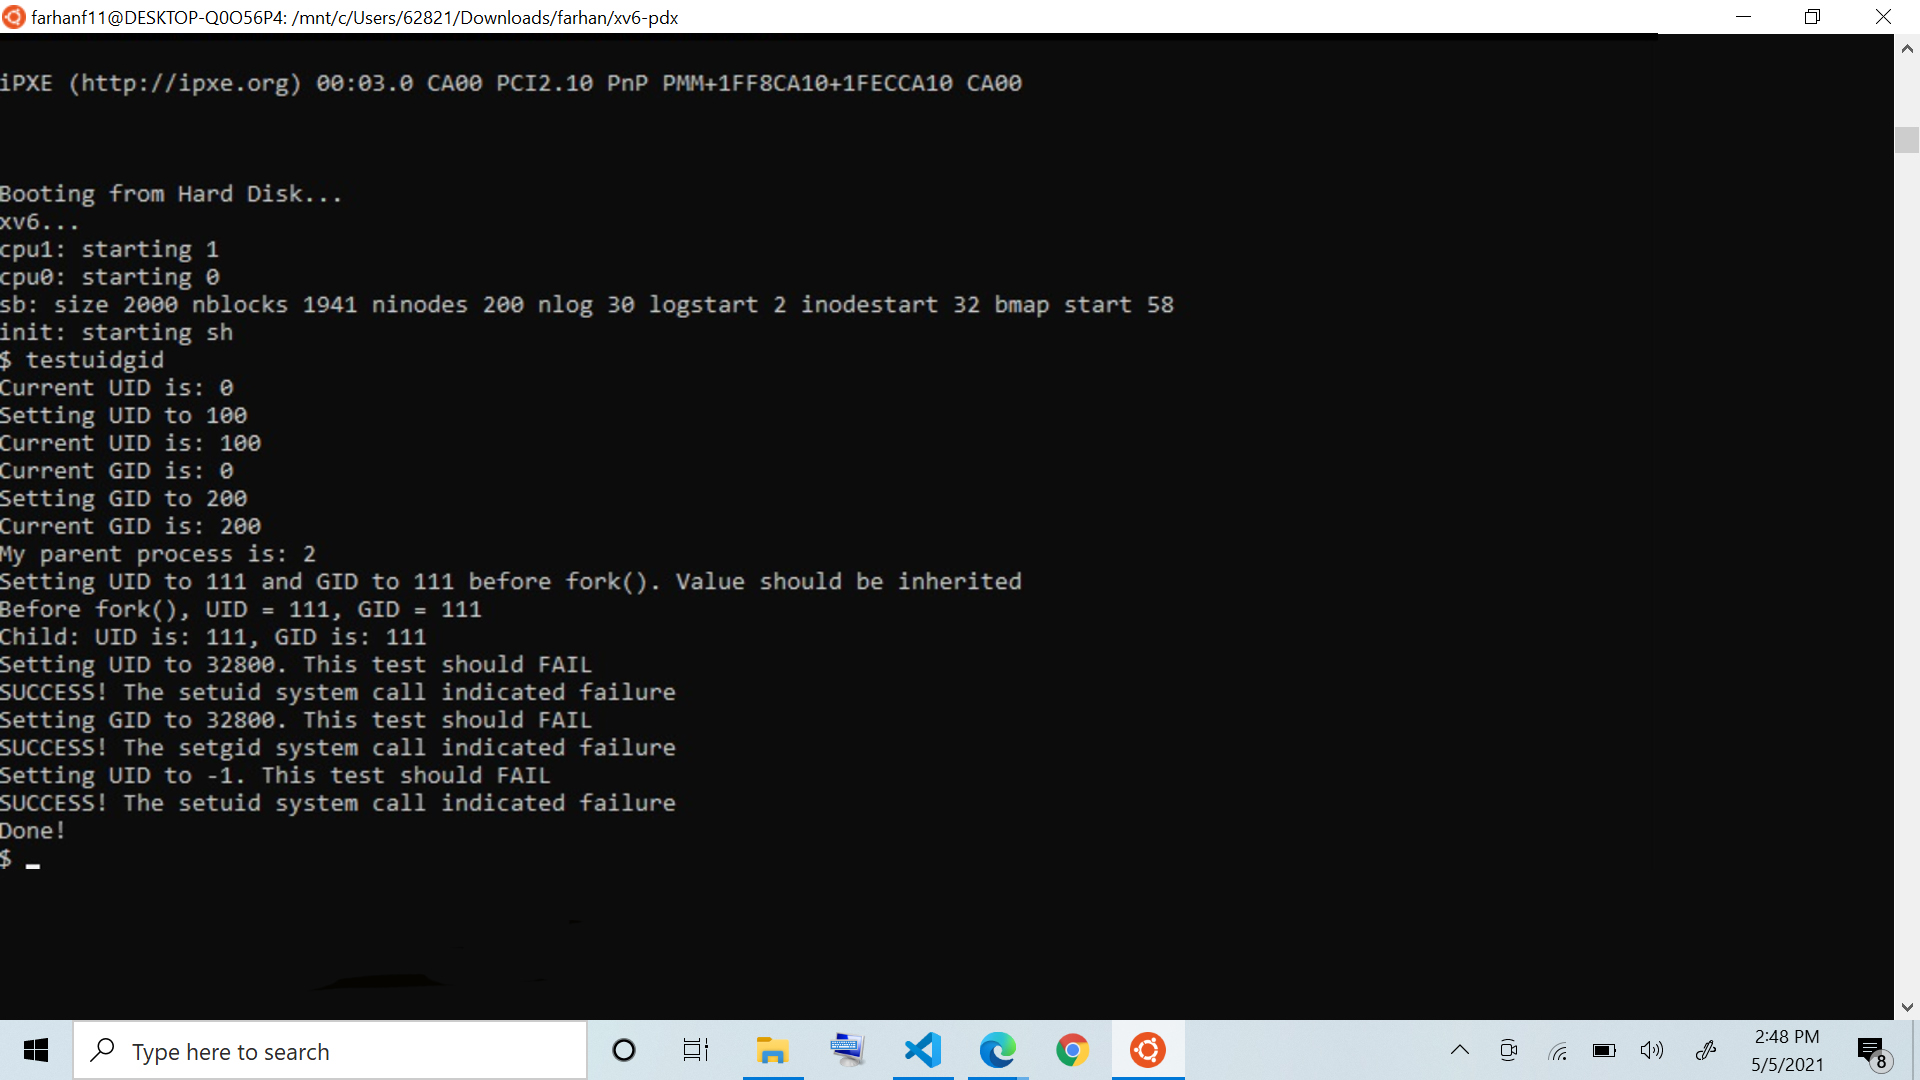 farhanf11@DESKTOP-Q0O56P4: /mnt/c/Users/62821/Downloads/farhan/xv6-pdx
iPXE (http://ipxe.org) 00:03.0 CA00 PCI2.10 PnP PMM+1FF8CA10+1FECCA10 CA00
Booting from Hard Disk...
xv6...
cpu1: starting 1
cpu0: starting 0
sb: size 2000 nblocks 1941 ninodes 200 nlog 30 logstart 2 inodestart 32 bmap start 58
init: starting sh
$ testuidgid
Current UID is: 0
Setting UID to 100
Current UID is: 100
Current GID is: 0
Setting GID to 200
Current GID is: 200
My parent process is: 2
Setting UID to 111 and GID to 111 before fork(). Value should be inherited
Before fork(), UID = 111, GID = 111
Child: UID is: 111, GID is: 111
Setting UID to 32800. This test should FAIL
SUCCESS! The setuid system call indicated failure
Setting GID to 32800. This test should FAIL
SUCCESS! The setgid system call indicated failure
Setting UID to -1. This test should FAIL
SUCCESS! The setuid system call indicated failure
Done!
$ _
Type here to search
2:48 PM
5/5/2021
8